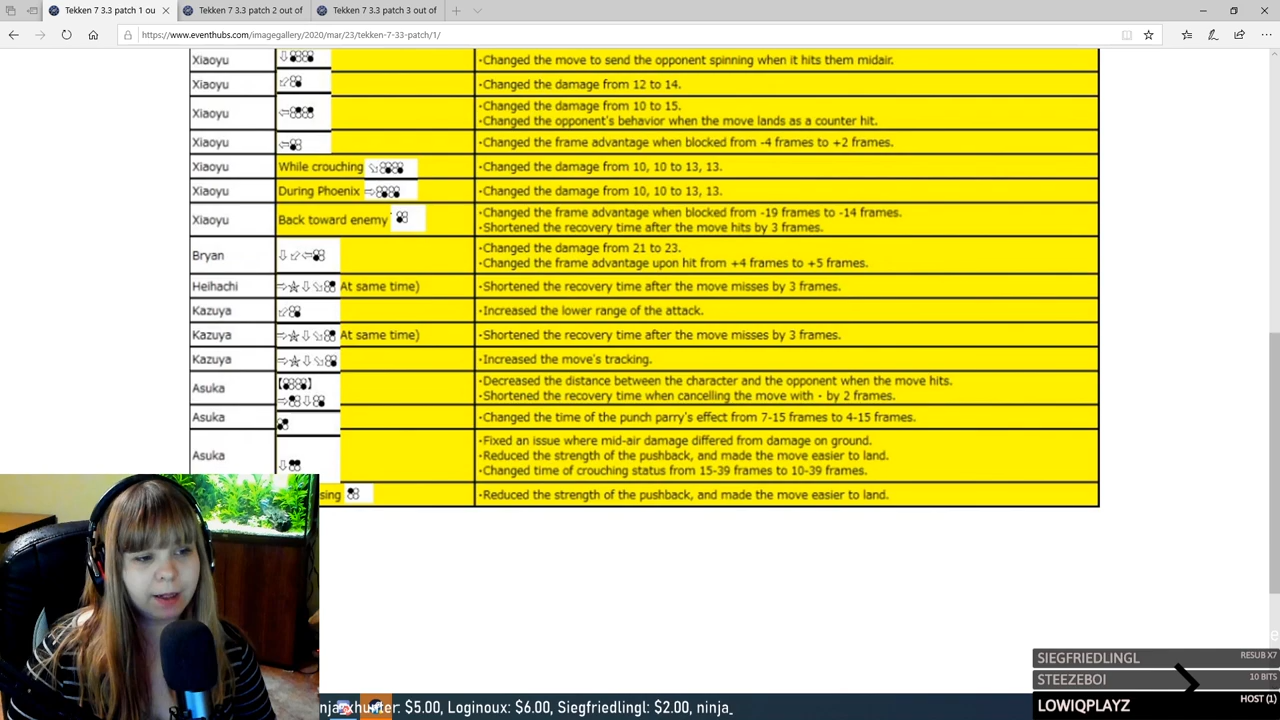 Tekken 7 3.3 patch 1 ou
Tekken 7 3.3 patch 2 out of
Tekken 7 3.3 patch 3 out of
https://www.eventhubs.com/imagegallery/2020/mar/23/tekken-7-33-patch/1/
Xiaoyu ·Changed the move to send the opponent spinning when it hits them midair.
Xiaoyu ·Changed the damage from 12 to 14.
Xiaoyu ·Changed the damage from 10 to 15.
·Changed the opponent's behavior when the move lands as a counter hit.
Xiaoyu ·Changed the frame advantage when blocked from -4 frames to +2 frames.
Xiaoyu While crouching ·Changed the damage from 10, 10 to 13, 13.
Xiaoyu During Phoenix ·Changed the damage from 10, 10 to 13, 13.
Xiaoyu Back toward enemy ·Changed the frame advantage when blocked from -19 frames to -14 frames.
·Shortened the recovery time after the move hits by 3 frames.
Bryan ·Changed the damage from 21 to 23.
·Changed the frame advantage upon hit from +4 frames to +5 frames.
Heihachi At same time) ·Shortened the recovery time after the move misses by 3 frames.
Kazuya ·Increased the lower range of the attack.
Kazuya At same time) ·Shortened the recovery time after the move misses by 3 frames.
Kazuya ·Increased the move's tracking.
Asuka ·Decreased the distance between the character and the opponent when the move hits.
·Shortened the recovery time when cancelling the move with · by 2 frames.
Asuka ·Changed the time of the punch parry's effect from 7-15 frames to 4-15 frames.
Asuka ·Fixed an issue where mid-air damage differed from damage on ground.
·Reduced the strength of the pushback, and made the move easier to land.
·Changed time of crouching status from 15-39 frames to 10-39 frames.
sing ·Reduced the strength of the pushback, and made the move easier to land.
SIEGFRIEDLINGL RESUB X7
STEEZEBOI 10 BITS
LOWIQPLAYZ HOST (1)
$5.00, Loginoux: $6.00, Siegfriedlingl: $2.00, ninja_